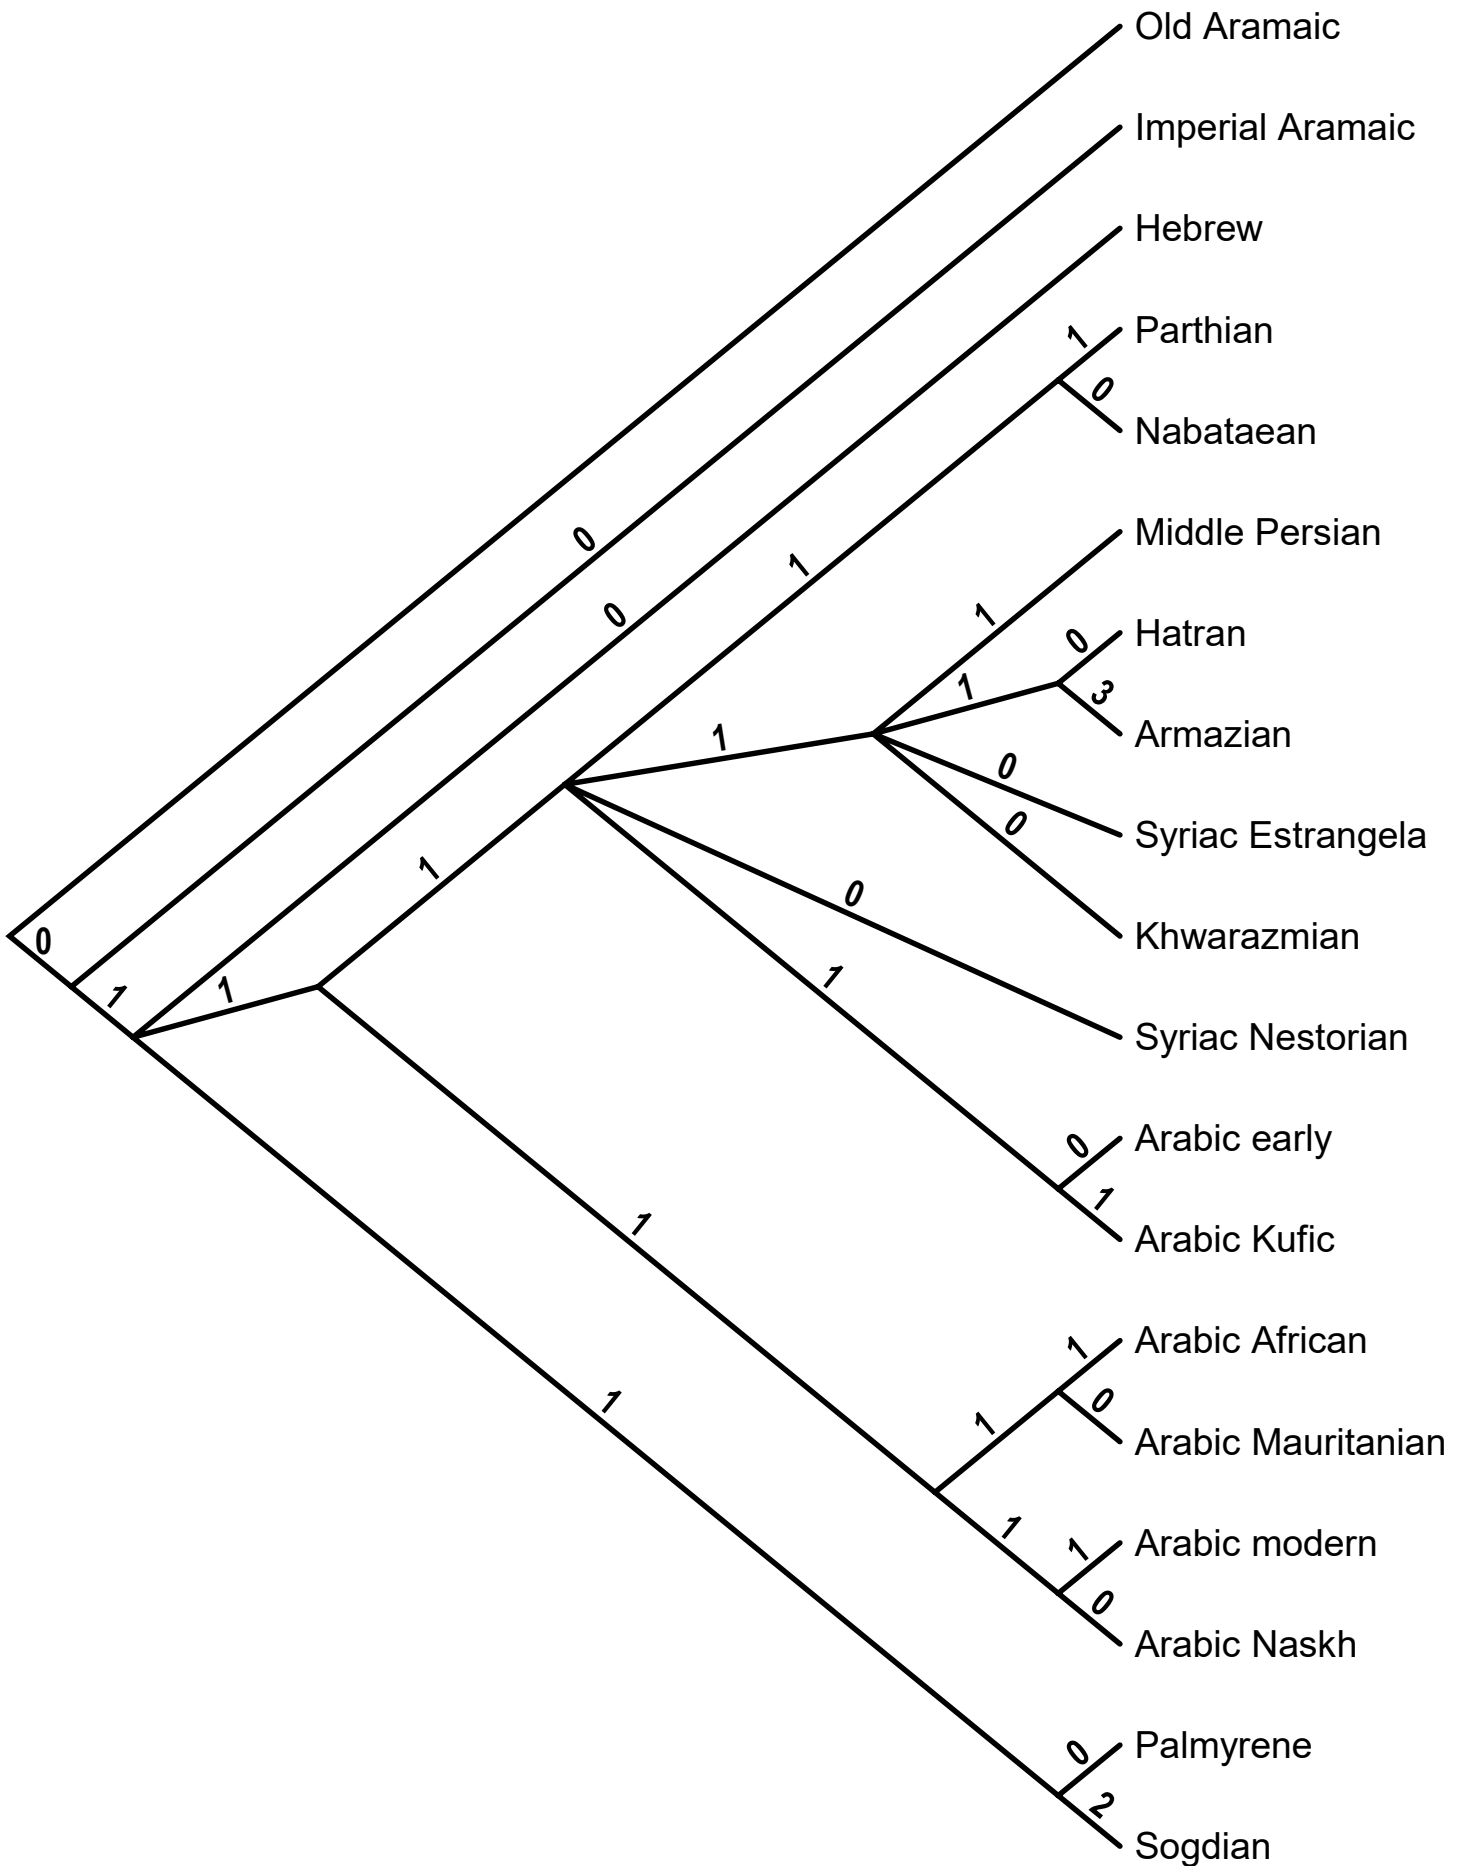 Old Aramaic
Imperial Aramaic
Hebrew
1
Parthian
0
Nabataean
0
1
Middle Persian
0
1
0
Hatran
1
3
Armazian
1
0
Syriac Estrangela
1
0
0
Khwarazmian
0
1
1
1
Syriac Nestorian
0
Arabic early
1
Arabic Kufic
1
1
Arabic African
1
1
0
Arabic Mauritanian
1
1
Arabic modern
0
Arabic Naskh
0
Palmyrene
2
Sogdian